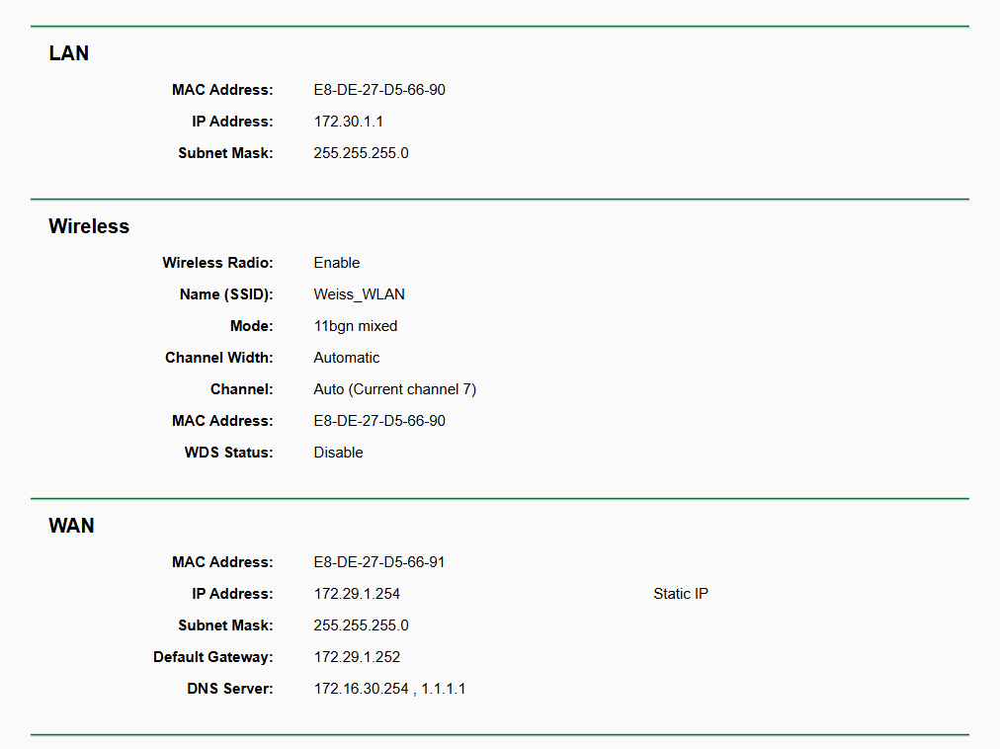 LAN
MAC Address: E8-DE-27-D5-66-90
IP Address: 172.30.1.1
Subnet Mask: 255.255.255.0
Wireless
Wireless Radio: Enable
Name (SSID): Weiss_WLAN
Mode: 11bgn mixed
Channel Width: Automatic
Channel: Auto (Current channel 7)
MAC Address: E8-DE-27-D5-66-90
WDS Status: Disable
WAN
MAC Address: E8-DE-27-D5-66-91
IP Address: 172.29.1.254 Static IP
Subnet Mask: 255.255.255.0
Default Gateway: 172.29.1.252
DNS Server: 172.16.30.254 , 1.1.1.1